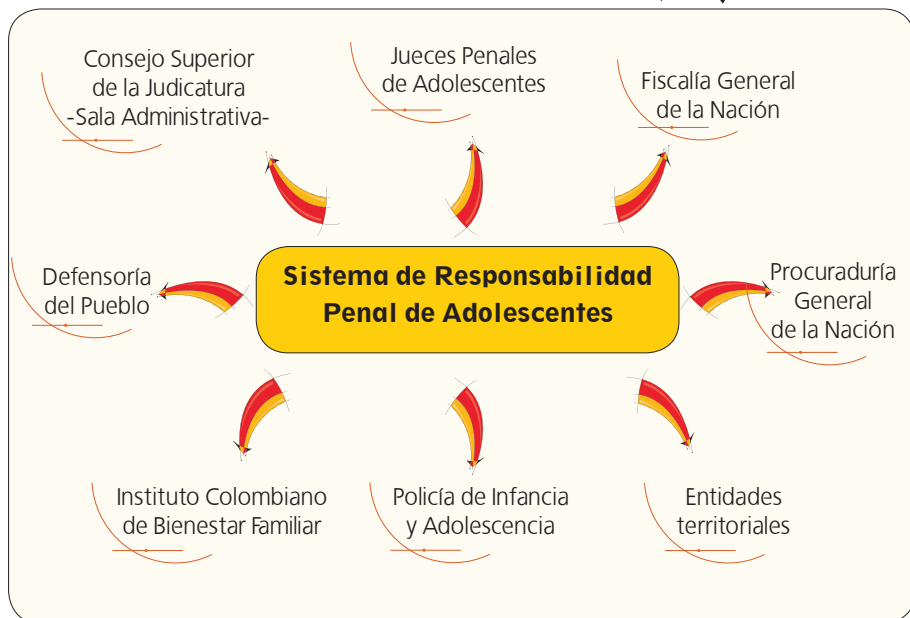 Consejo Superior
de la Judicatura
-Sala Administrativa-
Jueces Penales
de Adolescentes
Fiscalía General
de la Nación
Defensoría
del Pueblo
Sistema de Responsabilidad
Penal de Adolescentes
Procuraduría
General
de la Nación
Instituto Colombiano
de Bienestar Familiar
Policía de Infancia
y Adolescencia
Entidades
territoriales